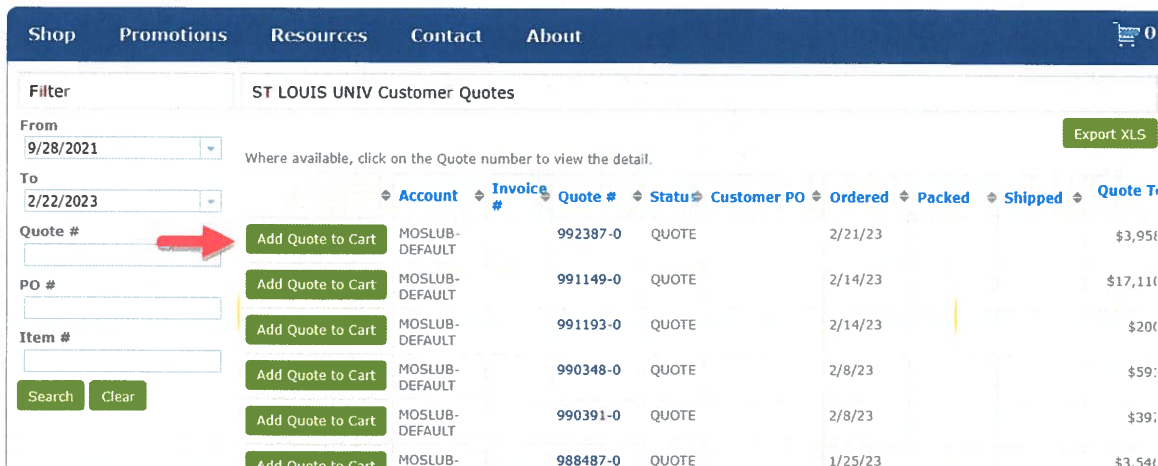 Shop Promotions Resources Contact About 0
Filter
ST LOUIS UNIV Customer Quotes
From
9/28/2021
Export XLS
Where available, click on the Quote number to view the detail.
To
2/22/2023
Account Invoice # Quote # Status Customer PO Ordered Packed Shipped Quote
Quote #
Add Quote to Cart MOSLUB-DEFAULT 992387-0 QUOTE 2/21/23
PO #
Add Quote to Cart MOSLUB-DEFAULT 991149-0 QUOTE 2/14/23
Add Quote to Cart MOSLUB-DEFAULT 991193-0 QUOTE 2/14/23
Item #
Add Quote to Cart MOSLUB-DEFAULT 990348-0 QUOTE 2/8/23
Search Clear
Add Quote to Cart MOSLUB-DEFAULT 990391-0 QUOTE 2/8/23
Add Quote to Cart MOSLUB- 988487-0 QUOTE 1/25/23